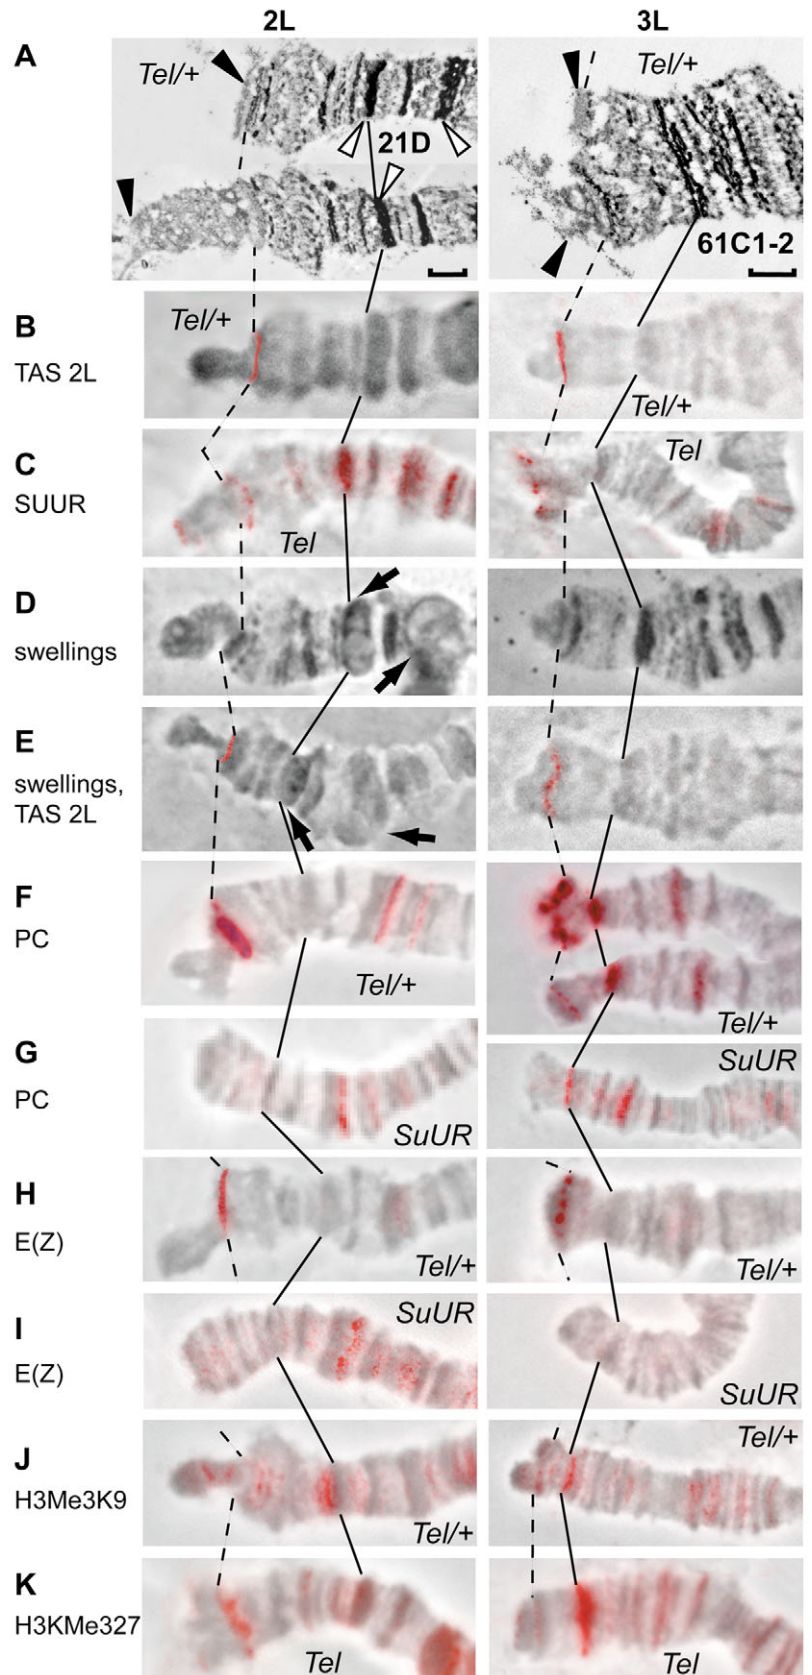 2L 3L
A
Tel/+ Tel/+
21D
61C1-2
B
Tel/+
TAS 2L
Tel/+
C
Tel
SUUR
Tel
D
swellings
E
swellings,
TAS 2L
F
PC
Tel/+
Tel/+
G
SuUR
PC
SuUR
H
E(Z)
Tel/+ Tel/+
I
SuUR
E(Z)
SuUR
Tel/+
J
H3Me3K9
Tel/+
K
H3KMe327
Tel Tel